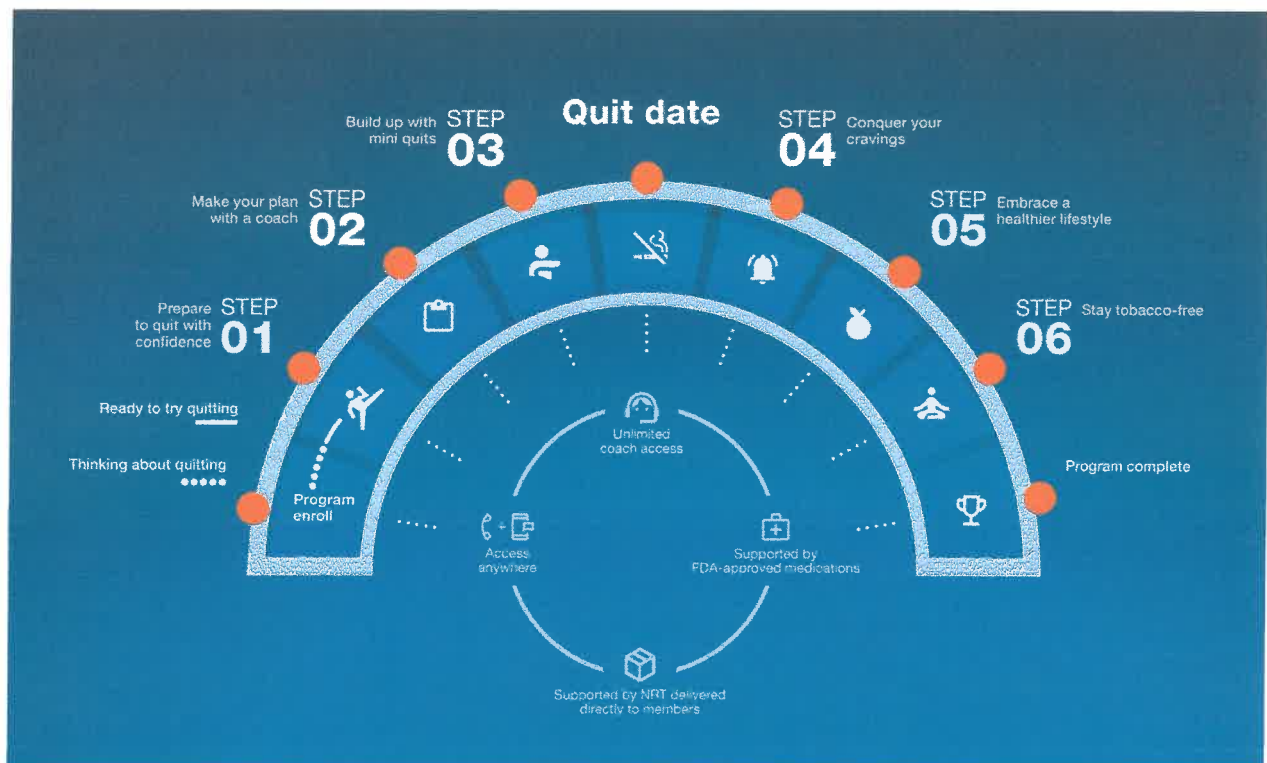 Quit date
Build up with
mini quits
STEP
03
STEP
04
Conquer your
cravings
Make your plan
with a coach
STEP
02
STEP
05
Embrace a
healthier lifestyle
Prepare
to quit with
confidence
STEP
01
STEP
06
Stay tobacco-free
Ready to try quitting
Thinking about quitting
Program
enroll
Program complete
Unlimited
coach access
Access
anywhere
Supported by
FDA-approved medications
Supported by NRT delivered
directly to members